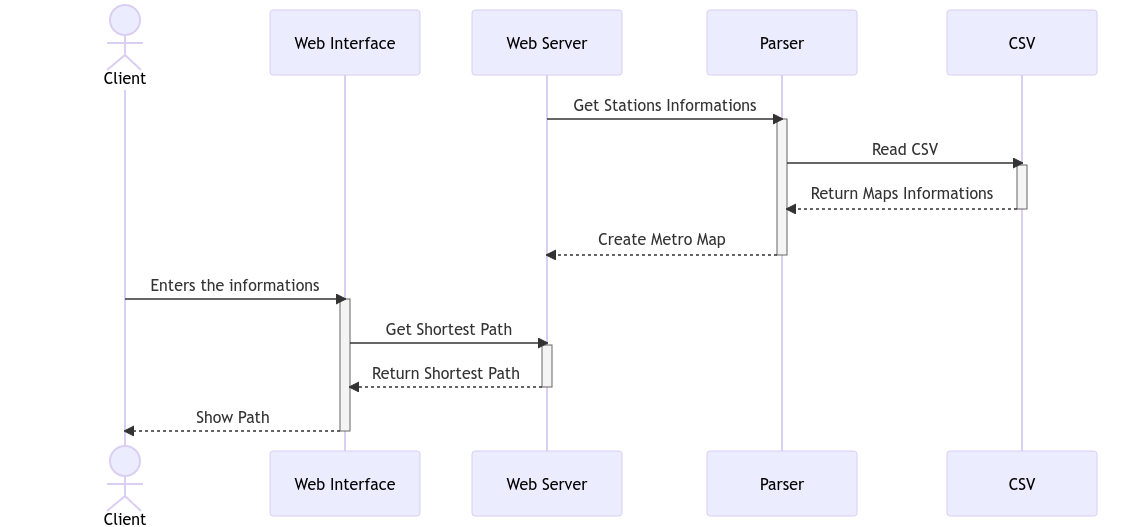 Client
Web Interface
Web Server
Parser
CSV
Get Stations Informations
Read CSV
Return Maps Informations
Create Metro Map
Enters the informations
Get Shortest Path
Return Shortest Path
Show Path
Client
Web Interface
Web Server
Parser
CSV